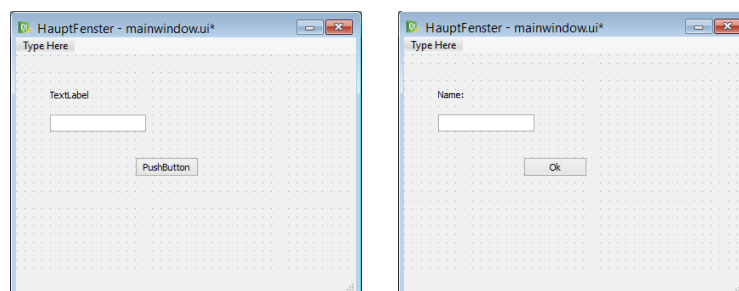 HauptFenster - mainwindow.ui*
Type Here
TextLabel
PushButton
HauptFenster - mainwindow.ui*
Type Here
Name:
Ok